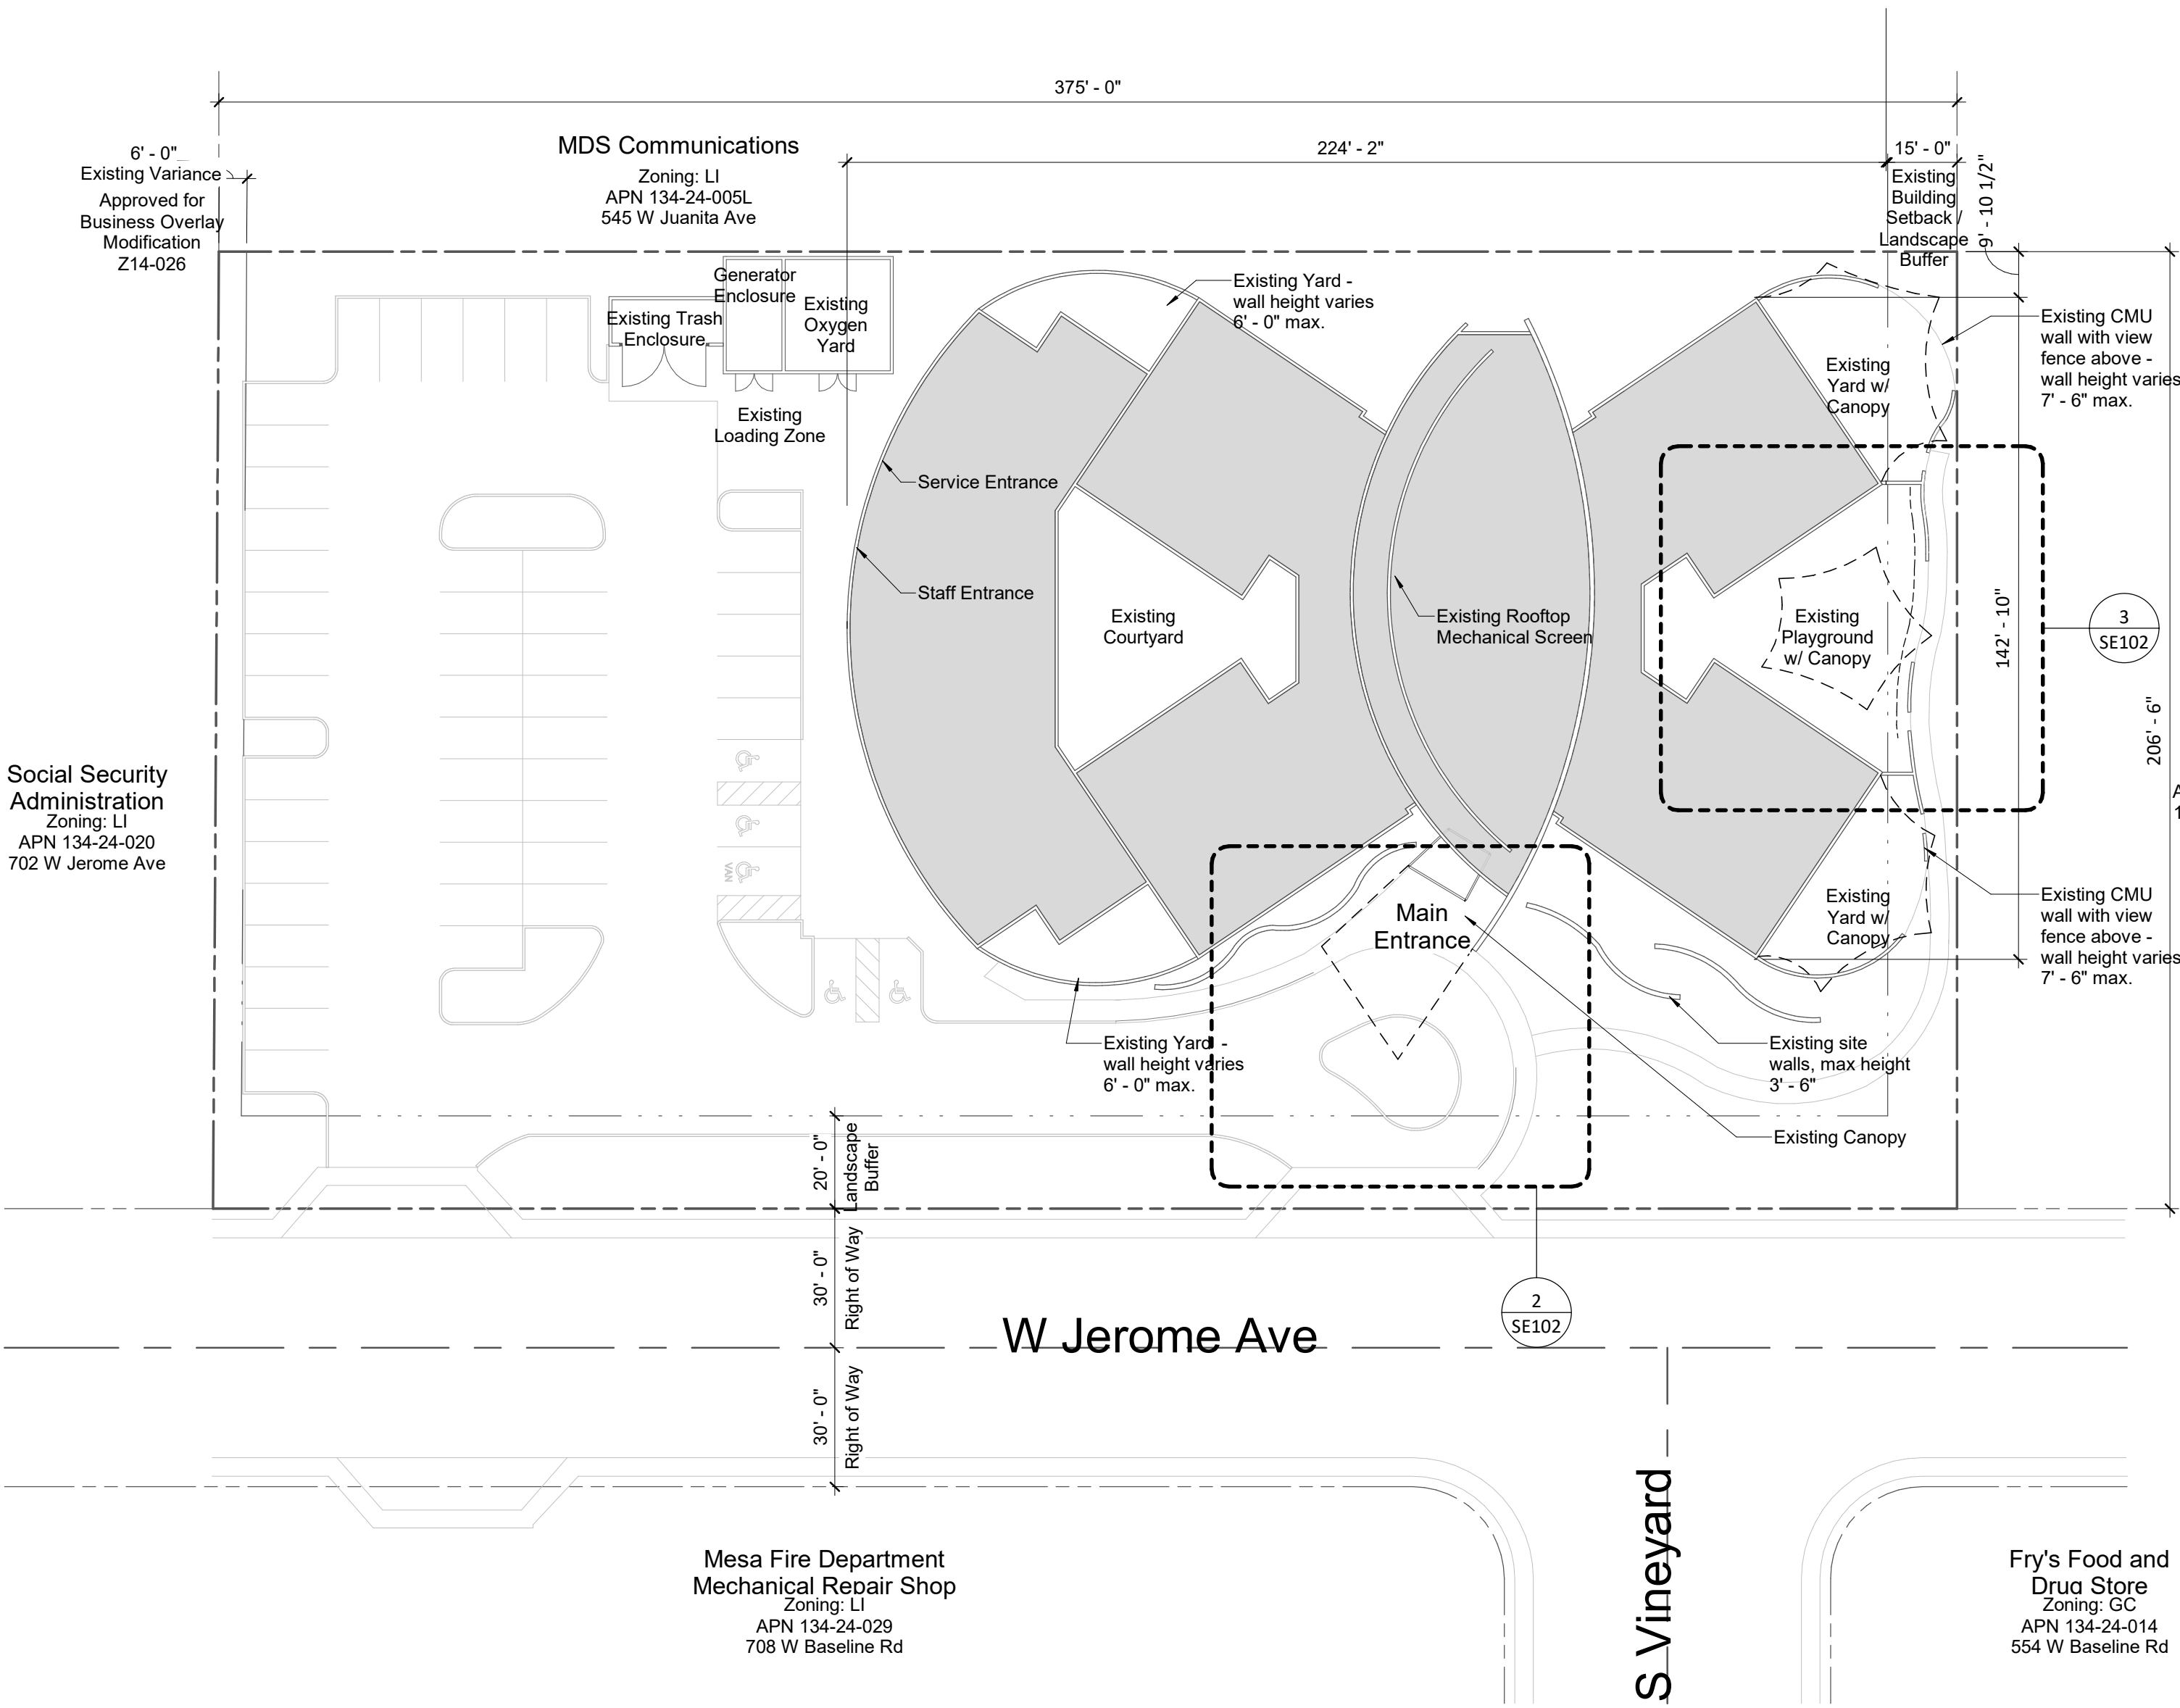 375' - 0"
6' - 0"
Existing Variance
Approved for
Business Overlay
Modification
Z14-026
MDS Communications
Zoning: LI
APN 134-24-005L
545 W Juanita Ave
224' - 2"
15' - 0"
Existing
Building
Setback /
Landscape
Buffer
9' - 10 1/2"
Generator
Enclosure
Existing Trash
Enclosure
Existing
Oxygen
Yard
Existing
Loading Zone
Existing Yard -
wall height varies
6' - 0" max.
Existing
Yard w/
Canopy
Existing CMU
wall with view
fence above -
wall height varies
7' - 6" max.
Service Entrance
Staff Entrance
Existing
Courtyard
Existing Rooftop
Mechanical Screen
Existing
Playground
w/ Canopy
142' - 10"
3
SE102
206' - 6"
A
1
Social Security
Administration
Zoning: LI
APN 134-24-020
702 W Jerome Ave
VAN
Main
Entrance
Existing
Yard w/
Canopy
Existing CMU
wall with view
fence above -
wall height varies
7' - 6" max.
Existing Yard -
wall height varies
6' - 0" max.
Existing site
walls, max height
3' - 6"
Existing Canopy
20' - 0"
Landscape
Buffer
30' - 0"
Right of Way
W Jerome Ave
2
SE102
30' - 0"
Right of Way
S Vineyard
Mesa Fire Department
Mechanical Repair Shop
Zoning: LI
APN 134-24-029
708 W Baseline Rd
Fry's Food and
Drug Store
Zoning: GC
APN 134-24-014
554 W Baseline Rd